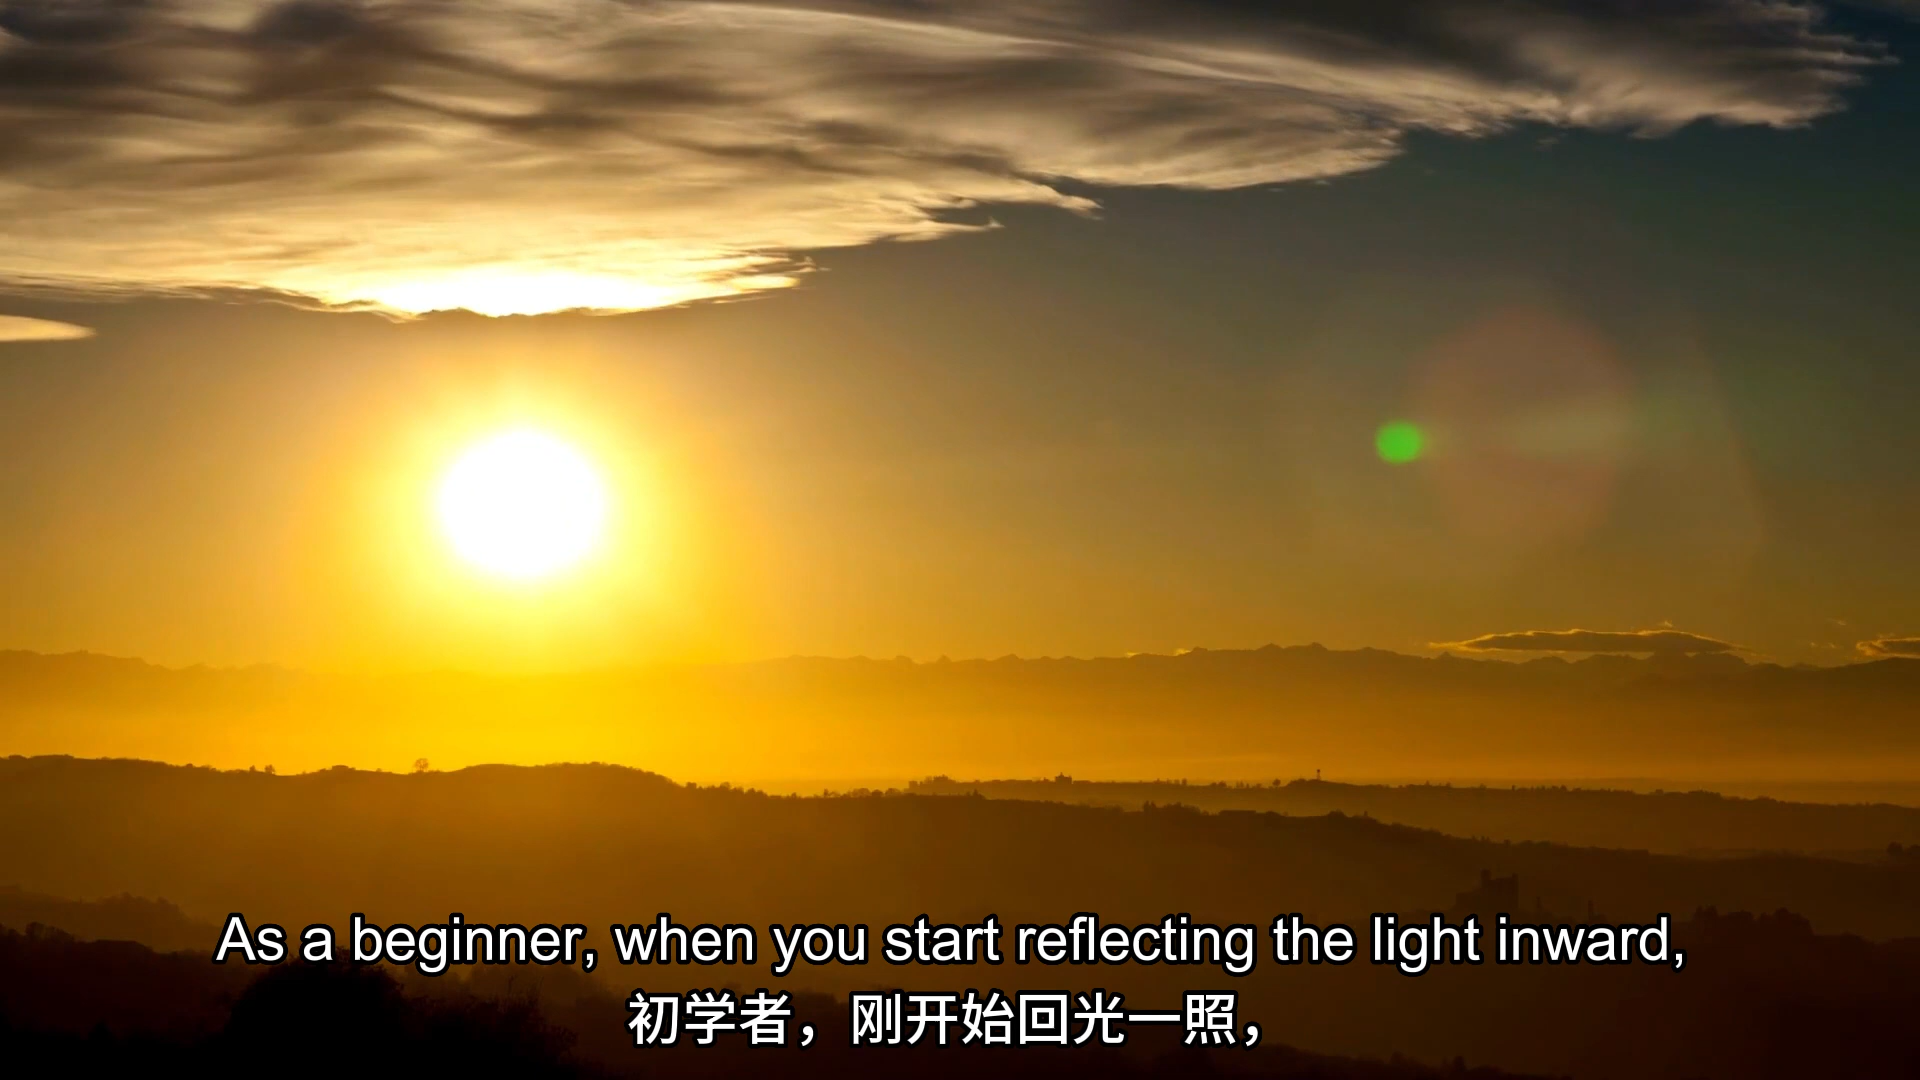 As a beginner, when you start reflecting the light inward,
初学者，刚开始回光一照，